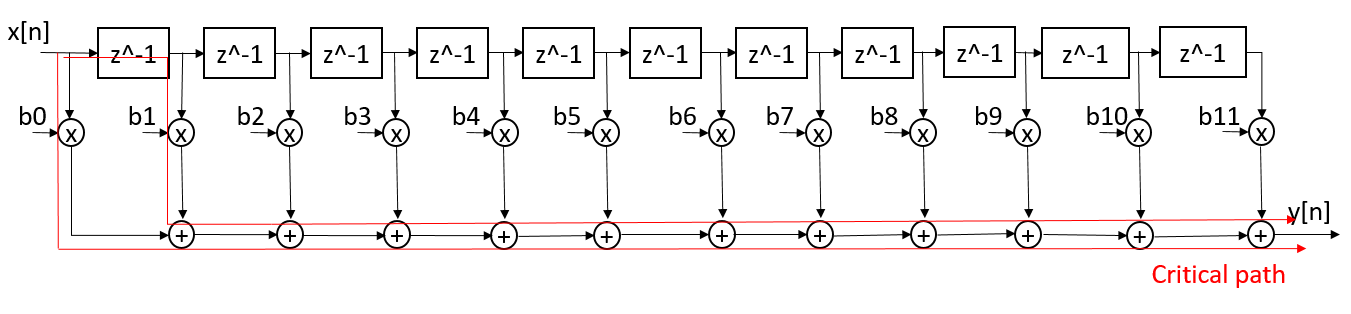 x[n]
z^-1 z^-1 z^-1 z^-1 z^-1 z^-1 z^-1 z^-1 z^-1 z^-1 z^-1
b0 b1 b2 b3 b4 b5 b6 b7 b8 b9 b10 b11
x x x x x x x x x x x x
y[n]
+ + + + + + + + + + +
Critical path